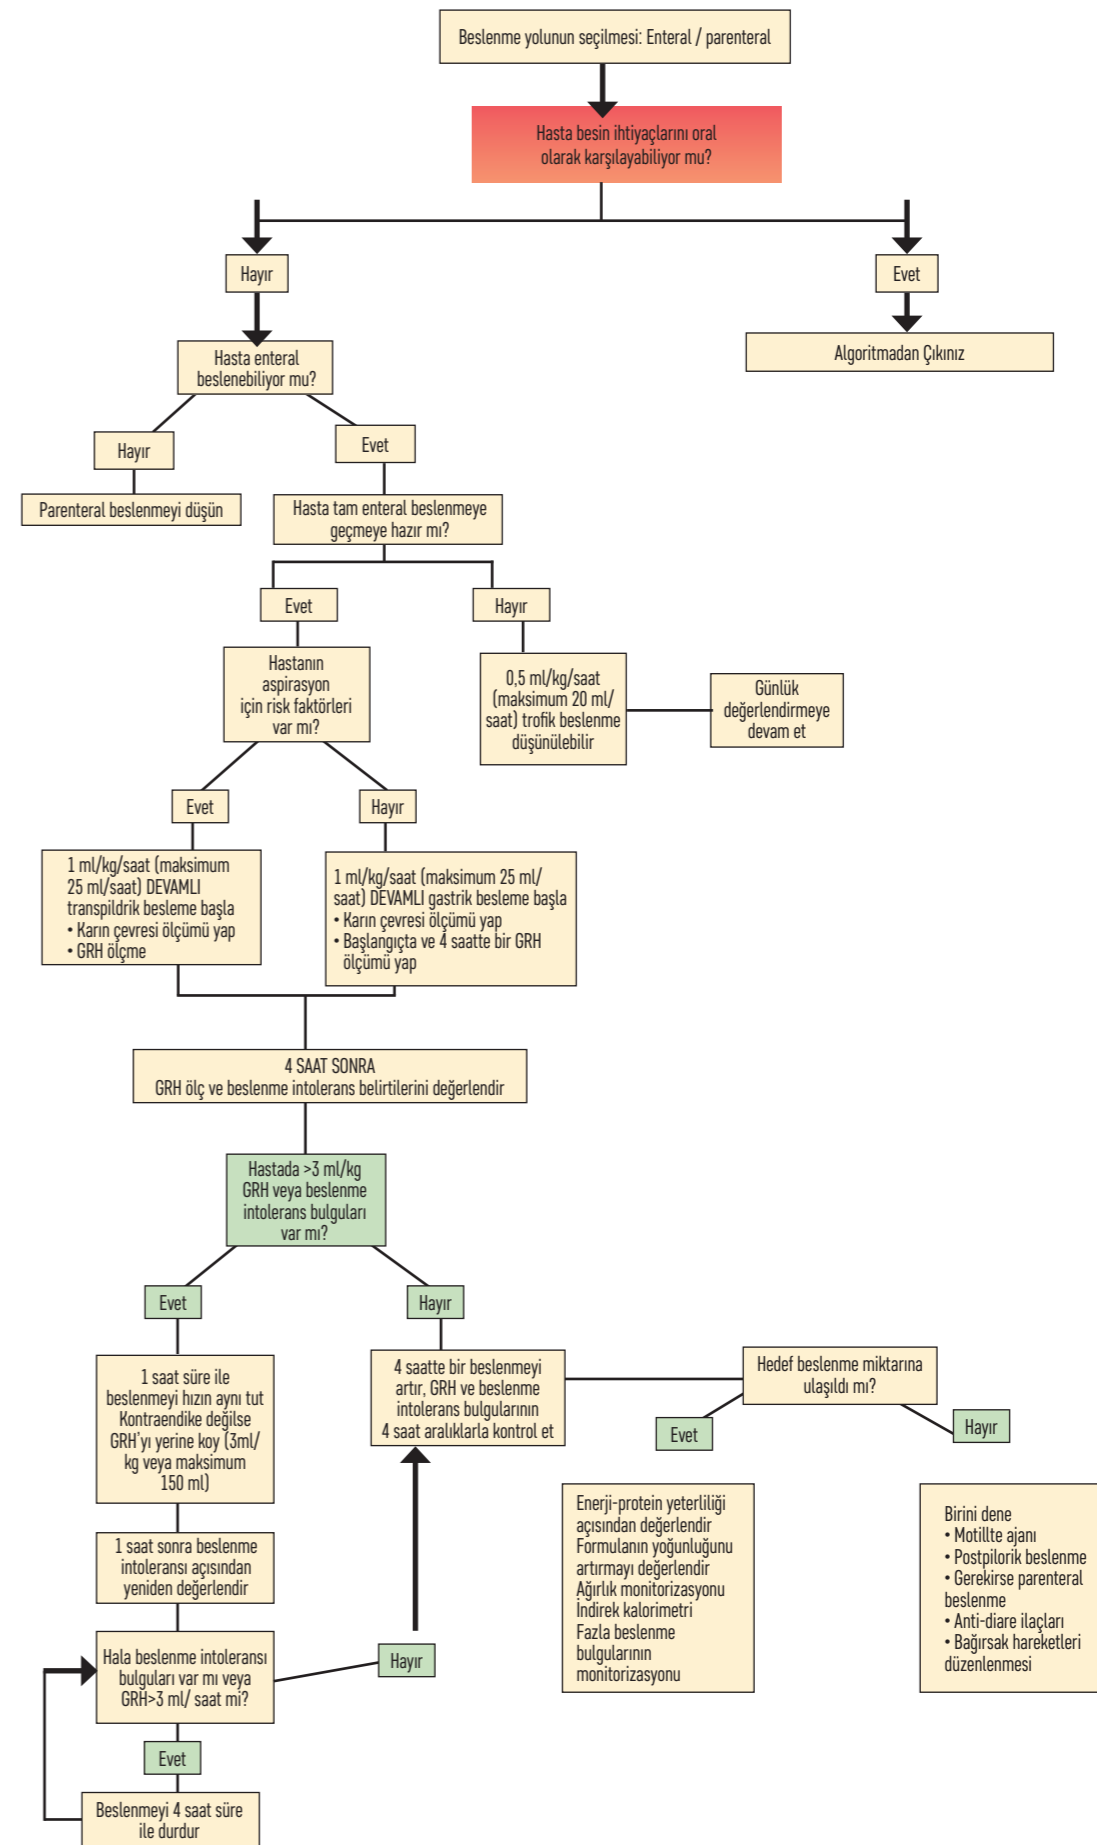 Beslenme yolunun seçilmesi: Enteral / parenteral
Hasta besin ihtiyaçlarını oral
olarak karşılayabiliyor mu?
Hayır
Evet
Hasta enteral
beslenebiliyor mu?
Algoritmadan Çıkınız
Hayır
Evet
Parenteral beslenmeyi düşün
Hasta tam enteral beslenmeye
geçmeye hazır mı?
Evet
Hayır
Hastanın
aspirasyon
için risk faktörleri
var mı?
0,5 ml/kg/saat
(maksimum 20 ml/
saat) trofik beslenme
düşünülebilir
Günlük
değerlendirmeye
devam et
Evet
Hayır
1 ml/kg/saat (maksimum
25 ml/saat) DEVAMLI
transpildrik besleme başla
• Karın çevresi ölçümü yap
• GRH ölçme
1 ml/kg/saat (maksimum 25 ml/
saat) DEVAMLI gastrik besleme başla
• Karın çevresi ölçümü yap
• Başlangıçta ve 4 saatte bir GRH
ölçümü yap
4 SAAT SONRA
GRH ölç ve beslenme intolerans belirtilerini değerlendir
Hastada >3 ml/kg
GRH veya beslenme
intolerans bulguları
var mı?
Evet
Hayır
1 saat süre ile
beslenmeyi hızın aynı tut
Kontraendike değilse
GRH'yı yerine koy (3ml/
kg veya maksimum
150 ml)
4 saatte bir beslenmeyi
artır, GRH ve beslenme
intolerans bulgularının
4 saat aralıklarla kontrol et
Hedef beslenme miktarına
ulaşıldı mı?
Evet
Hayır
1 saat sonra beslenme
intoleransı açısından
yeniden değerlendir
Enerji-protein yeterliliği
açısından değerlendir
Formulanın yoğunluğunu
artırmayı değerlendir
Ağırlık monitorizasyonu
İndirek kalorimetri
Fazla beslenme
bulgularının
monitorizasyonu
Birini dene
• Motillte ajanı
• Postpilorik beslenme
• Gerekirse parenteral
beslenme
• Anti-diare ilaçları
• Bağırsak hareketleri
düzenlenmesi
Hala beslenme intoleransı
bulguları var mı veya
GRH>3 ml/ saat mi?
Hayır
Evet
Beslenmeyi 4 saat süre
ile durdur